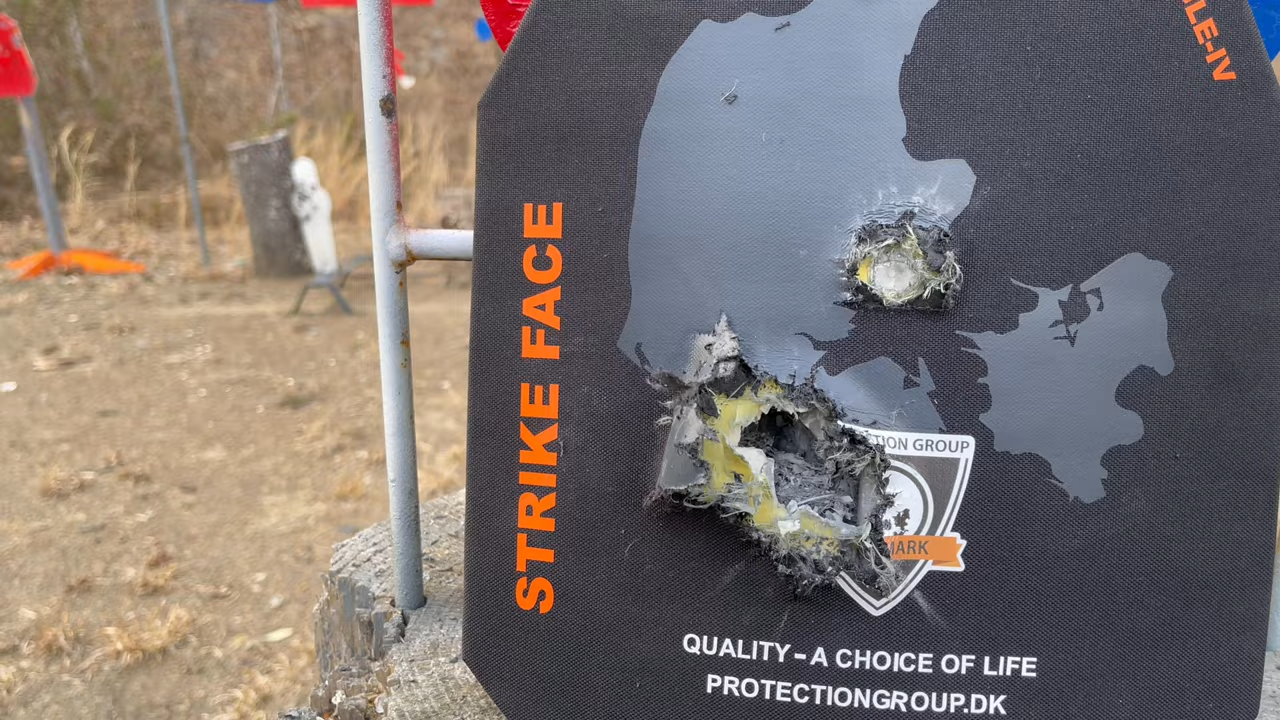 LE-IV
STRIKE FACE
TION GROUP
MARK
QUALITY – A CHOICE OF LIFE
PROTECTIONGROUP.DK